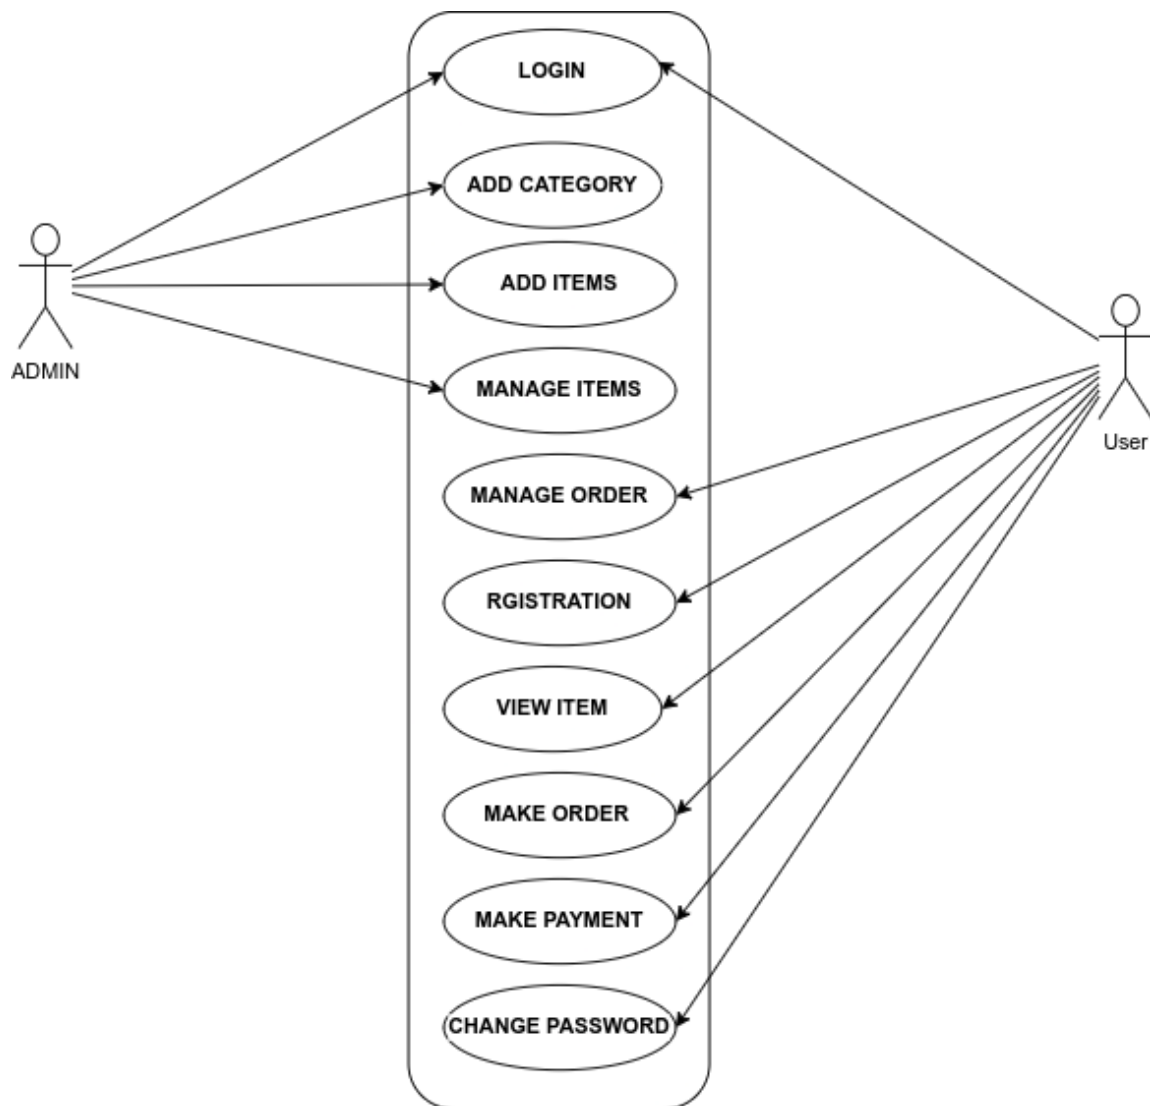 LOGIN
ADD CATEGORY
ADD ITEMS
ADMIN
MANAGE ITEMS
User
MANAGE ORDER
RGISTRATION
VIEW ITEM
MAKE ORDER
MAKE PAYMENT
CHANGE PASSWORD